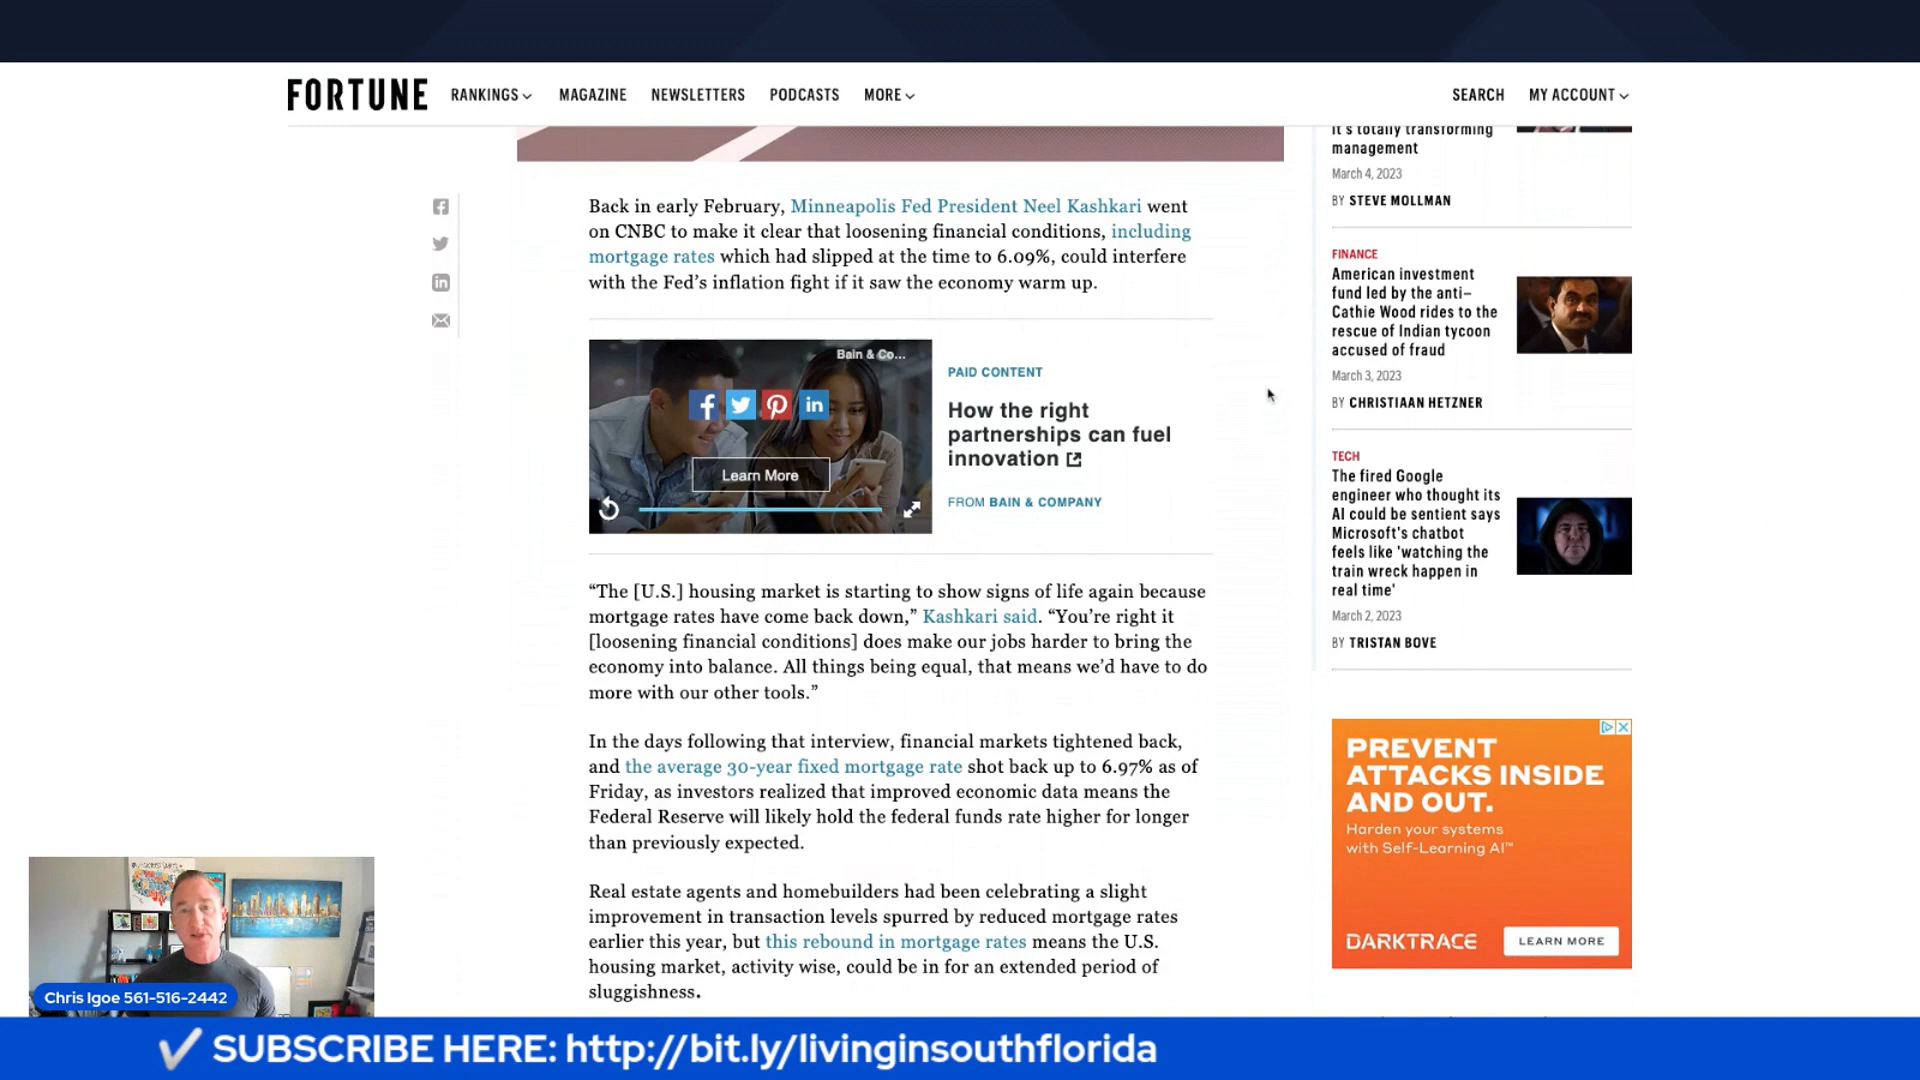 FORTUNE
RANKINGS
MAGAZINE
NEWSLETTERS
PODCASTS
MORE
SEARCH
MY ACCOUNT
Back in early February, Minneapolis Fed President Neel Kashkari went
on CNBC to make it clear that loosening financial conditions, including
mortgage rates which had slipped at the time to 6.09%, could interfere
with the Fed's inflation fight if it saw the economy warm up.
Bain & Co...
Learn More
PAID CONTENT
How the right
partnerships can fuel
innovation
FROM BAIN & COMPANY
“The [U.S.] housing market is starting to show signs of life again because
mortgage rates have come back down,” Kashkari said. “You're right it
[loosening financial conditions] does make our jobs harder to bring the
economy into balance. All things being equal, that means we'd have to do
more with our other tools.”
In the days following that interview, financial markets tightened back,
and the average 30-year fixed mortgage rate shot back up to 6.97% as of
Friday, as investors realized that improved economic data means the
Federal Reserve will likely hold the federal funds rate higher for longer
than previously expected.
Real estate agents and homebuilders had been celebrating a slight
improvement in transaction levels spurred by reduced mortgage rates
earlier this year, but this rebound in mortgage rates means the U.S.
housing market, activity wise, could be in for an extended period of
sluggishness.
it's totally transforming
management
March 4, 2023
BY STEVE MOLLMAN
FINANCE
American investment
fund led by the anti–
Cathie Wood rides to the
rescue of Indian tycoon
accused of fraud
March 3, 2023
BY CHRISTIAAN HETZNER
TECH
The fired Google
engineer who thought its
AI could be sentient says
Microsoft's chatbot
feels like 'watching the
train wreck happen in
real time'
March 2, 2023
BY TRISTAN BOVE
PREVENT
ATTACKS INSIDE
AND OUT.
Harden your systems
with Self-Learning AI™
DARKTRACE
LEARN MORE
Chris Igoe 561-516-2442
SUBSCRIBE HERE: http://bit.ly/livinginsouthflorida